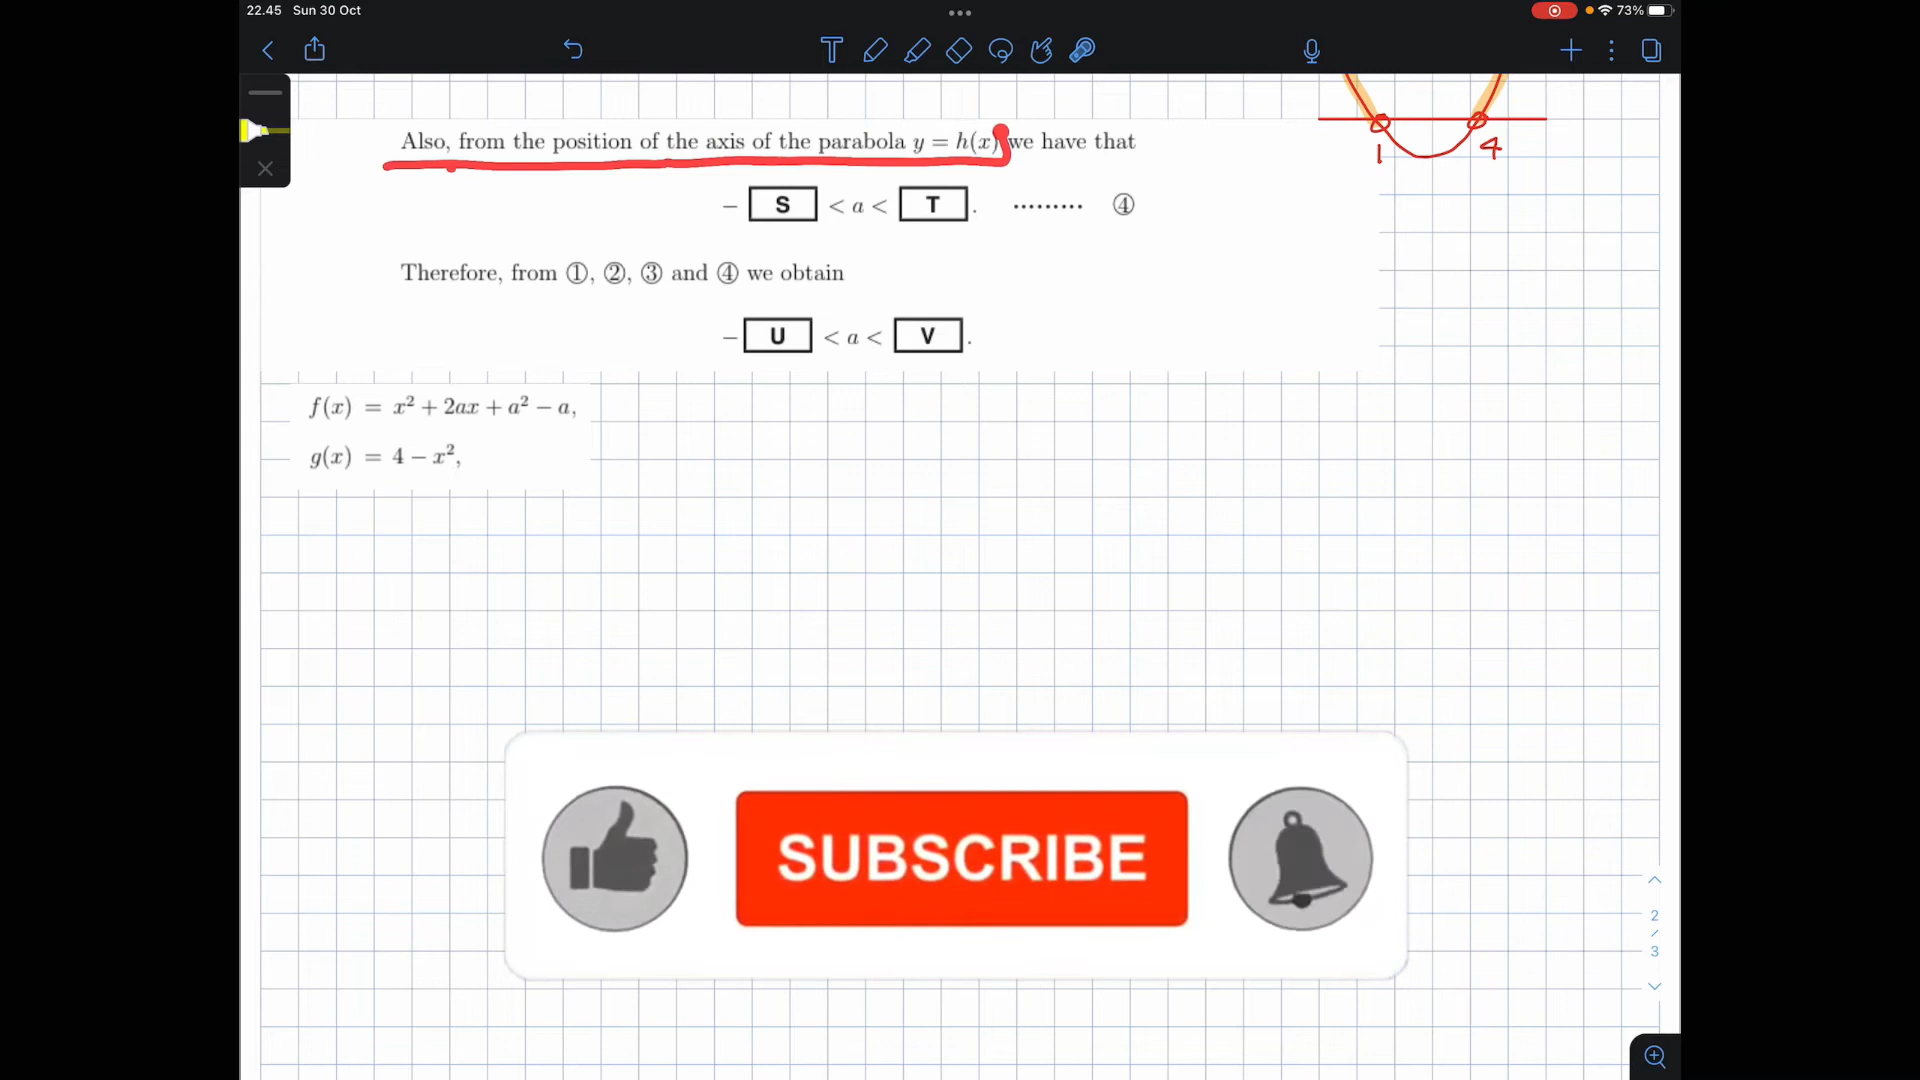 22.45 Sun 30 Oct
73%
Also, from the position of the axis of the parabola y = h(x) we have that
1 4
− S < a < T . ········· ④
Therefore, from ①, ②, ③ and ④ we obtain
− U < a < V .
f(x) = x² + 2ax + a² − a,
g(x) = 4 − x²,
SUBSCRIBE
2
/
3